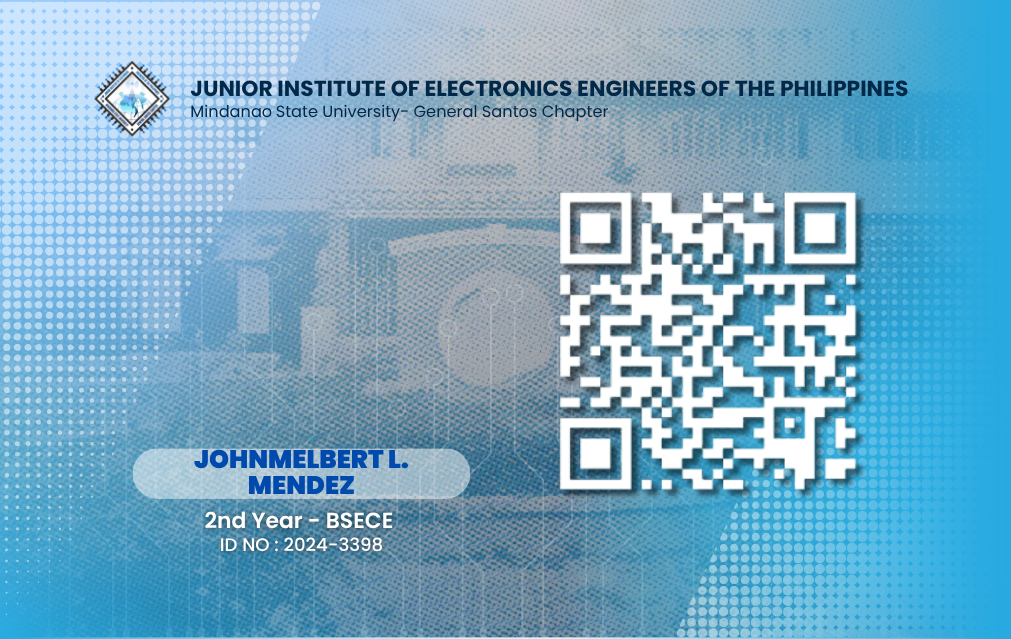 JUNIOR INSTITUTE OF ELECTRONICS ENGINEERS OF THE PHILIPPINES
Mindanao State University- General Santos Chapter
JOHNMELBERT L.
MENDEZ
2nd Year - BSECE
ID NO : 2024-3398